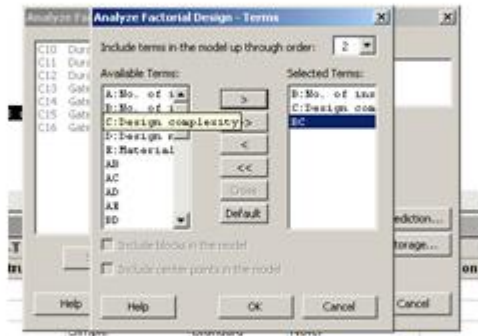 Analyze Factorial Design - Terms
Include terms in the model up through order: 2
Available Terms:
A:No. of i
B:No. of i
C:Design complexity
D:Design
E:Material
AB
AC
AD
AE
BD
>
<
<<
Cross
Default
Selected Terms:
B:No. of ins
C:Design com
BC
Include blocks in the model
Include center points in the model
Help
OK
Cancel
C10
C11
C12
C13
C14
C15
C16
Help
Cancel